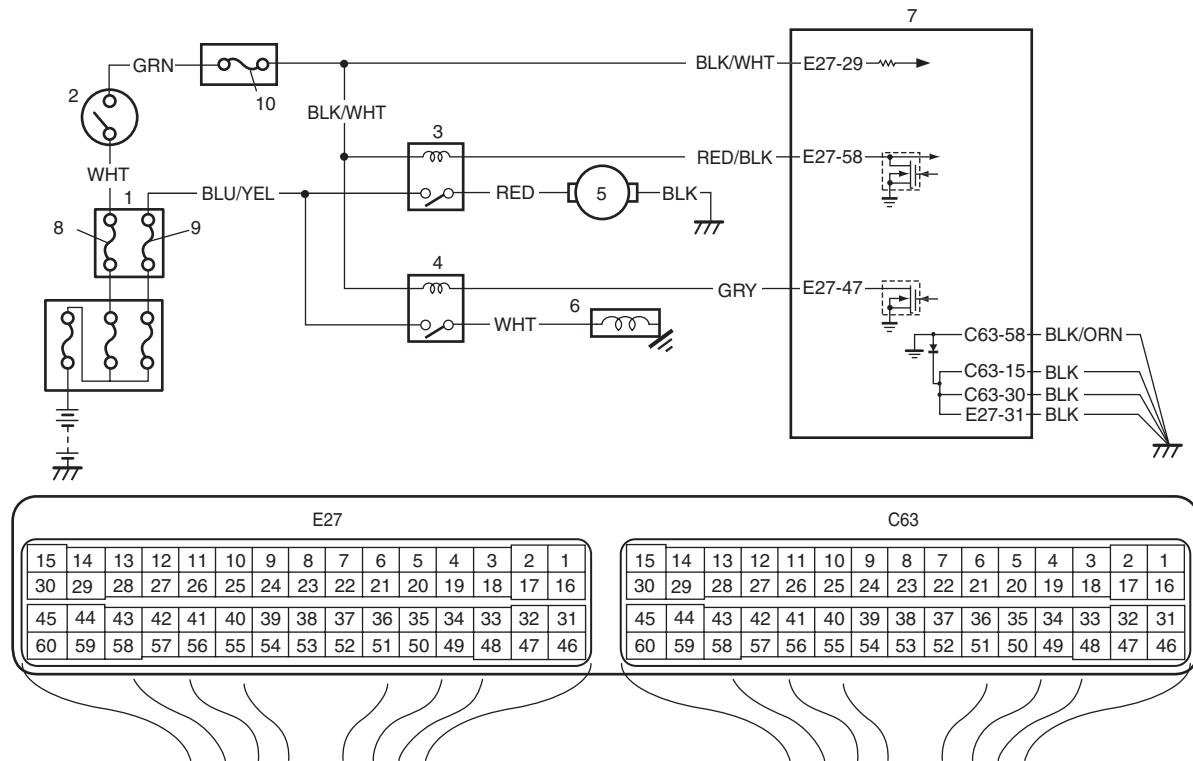 7
GRN
BLK/WHT
E27-29
2
10
BLK/WHT
3
WHT
RED/BLK
E27-58
1
BLU/YEL
RED
5
BLK
8
9
4
GRY
E27-47
6
WHT
C63-58
BLK/ORN
C63-15
BLK
C63-30
BLK
E27-31
BLK
E27
C63
15 14 13 12 11 10 9 8 7 6 5 4 3 2 1
15 14 13 12 11 10 9 8 7 6 5 4 3 2 1
30 29 28 27 26 25 24 23 22 21 20 19 18 17 16
30 29 28 27 26 25 24 23 22 21 20 19 18 17 16
45 44 43 42 41 40 39 38 37 36 35 34 33 32 31
45 44 43 42 41 40 39 38 37 36 35 34 33 32 31
60 59 58 57 56 55 54 53 52 51 50 49 48 47 46
60 59 58 57 56 55 54 53 52 51 50 49 48 47 46